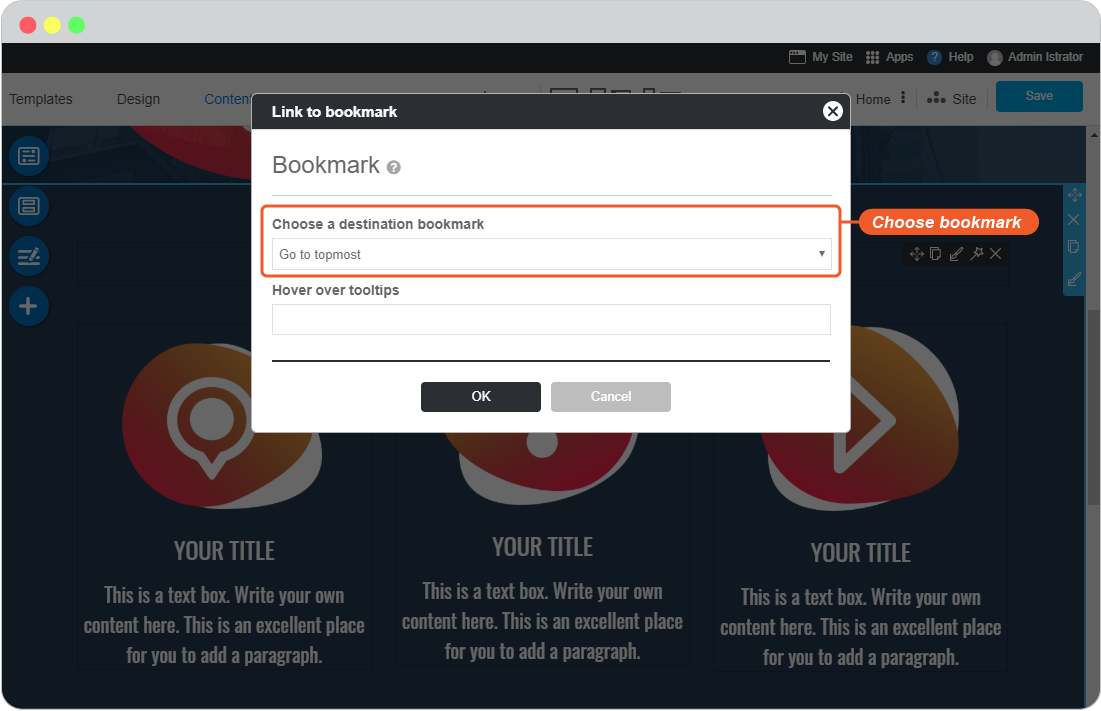 My Site Apps ? Help Admin Istrator
Templates Design Content Home Site Save
Link to bookmark
Bookmark ?
Choose a destination bookmark
Choose bookmark
Go to topmost
Hover over tooltips
OK Cancel
YOUR TITLE
This is a text box. Write your own
content here. This is an excellent place
for you to add a paragraph.
YOUR TITLE
This is a text box. Write your own
content here. This is an excellent place
for you to add a paragraph.
YOUR TITLE
This is a text box. Write your own
content here. This is an excellent place
for you to add a paragraph.